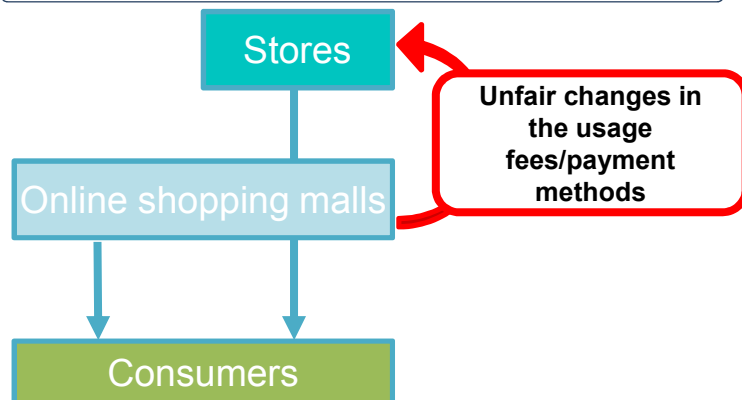 Stores
Unfair changes in
the usage
fees/payment
methods
Online shopping malls
Consumers